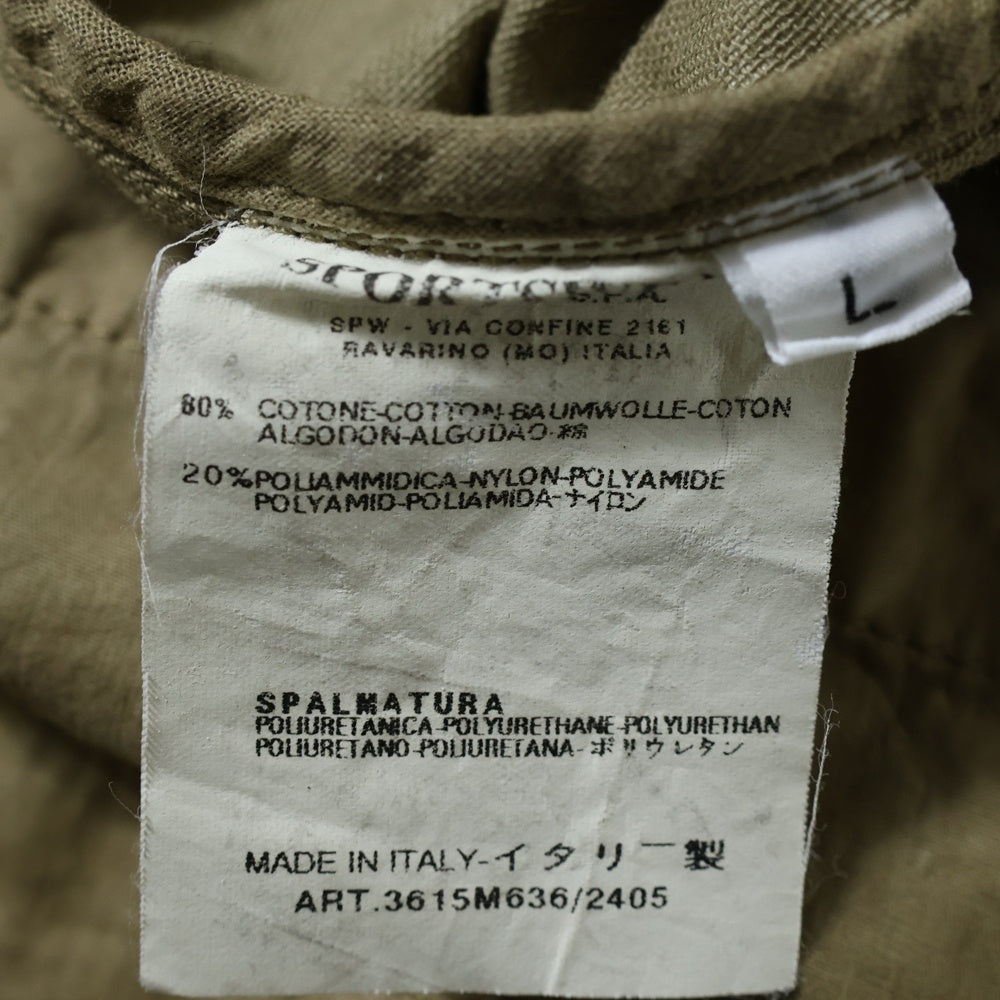 SPORTSWEAR
L
SPW - VIA CONFINE 2161
RAVARINO (MO) ITALIA
80% COTONE-COTTON-BAUMWOLLE-COTON
ALGODON-ALGODAO-綿
20% POLIAMMIDICA-NYLON-POLYAMIDE
POLYAMID-POLIAMIDA-ナイロン
SPALMATURA
POLIURETANICA-POLYURETHANE-POLYURETHAN
POLIURETANO-POLIURETANA-ポリウレタン
MADE IN ITALY-イタリー製
ART.3615M636/2405